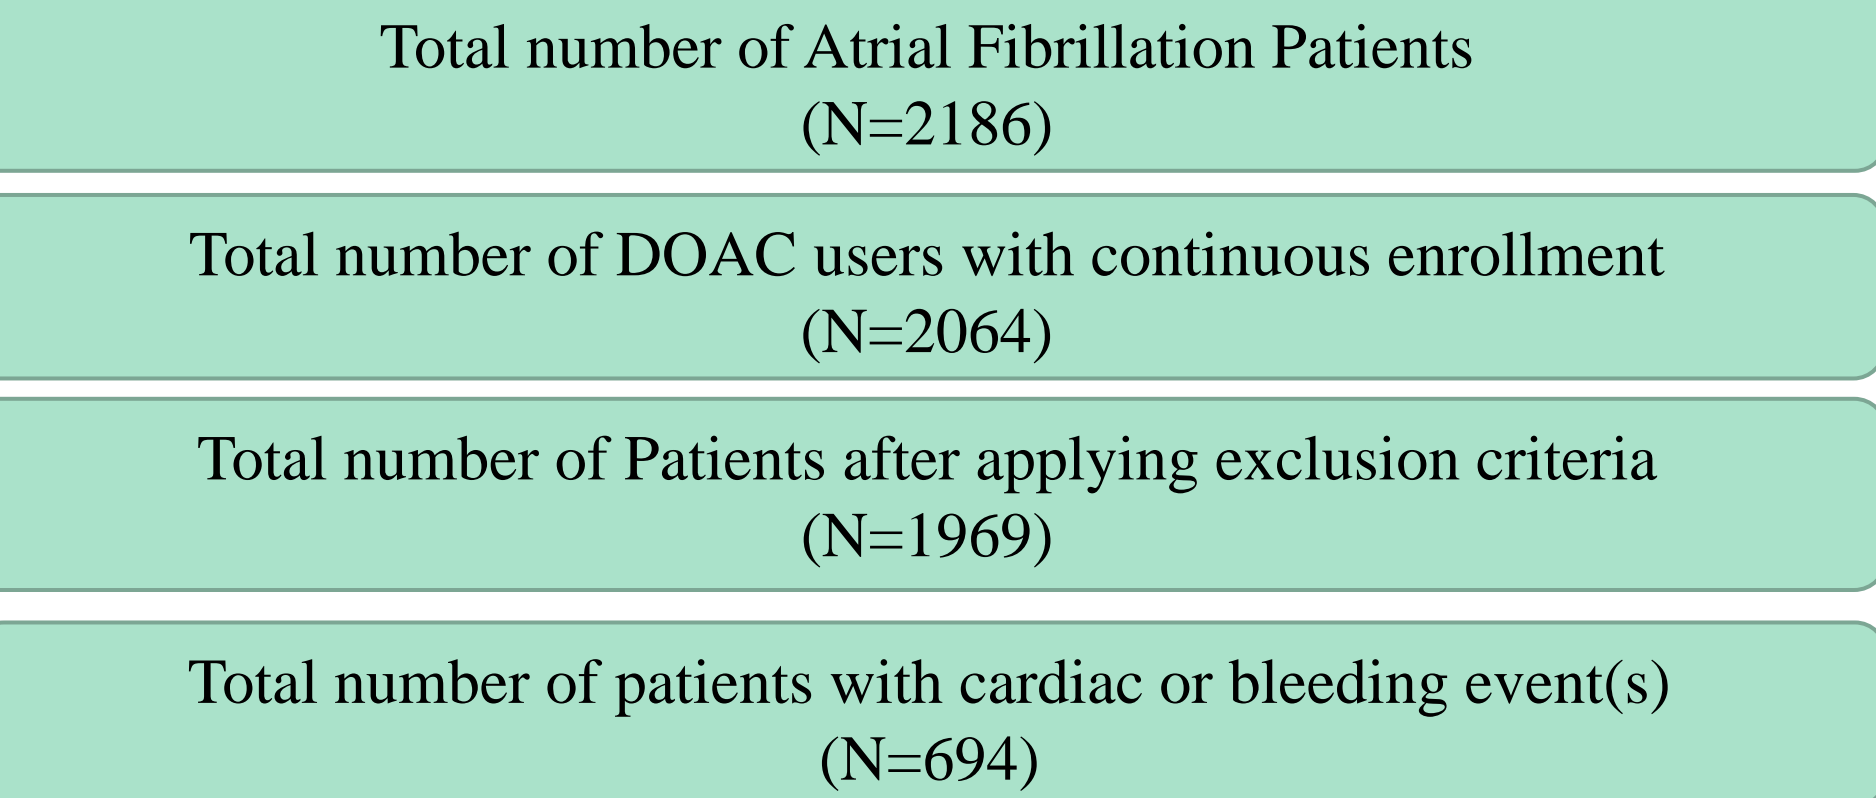 Total number of Atrial Fibrillation Patients
(N=2186)
Total number of DOAC users with continuous enrollment
(N=2064)
Total number of Patients after applying exclusion criteria
(N=1969)
Total number of patients with cardiac or bleeding event(s)
(N=694)